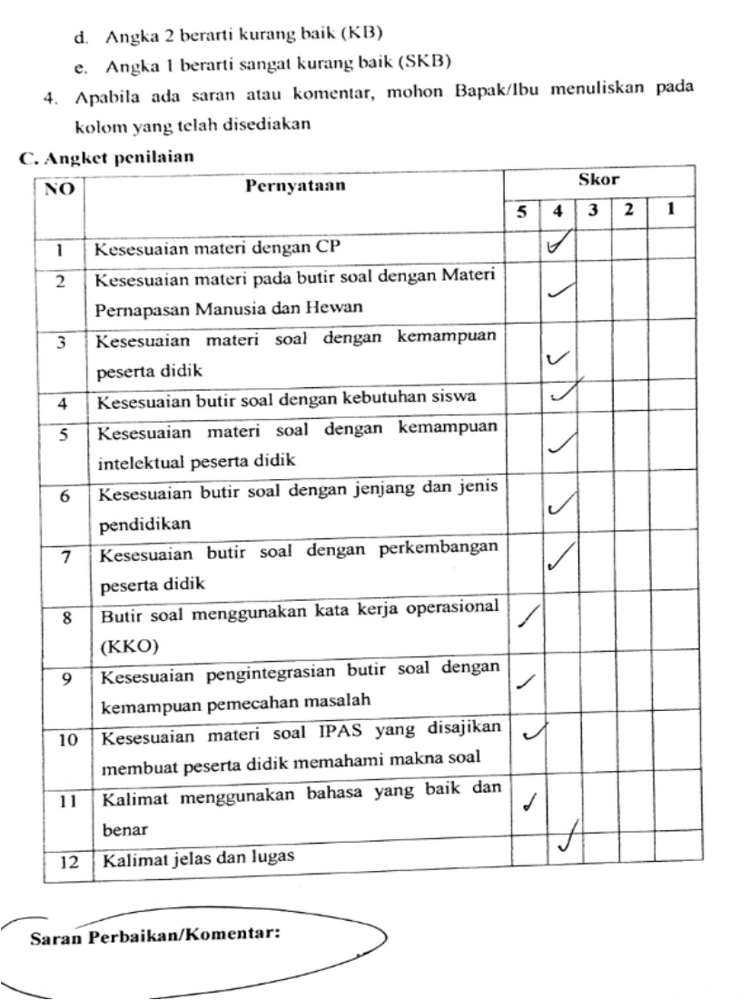 d. Angka 2 berarti kurang baik (KB)
e. Angka 1 berarti sangat kurang baik (SKB)
4. Apabila ada saran atau komentar, mohon Bapak/Ibu menuliskan pada
kolom yang telah disediakan
C. Angket penilaian
NO Pernyataan Skor
5 4 3 2 1
1 Kesesuaian materi dengan CP ✓
2 Kesesuaian materi pada butir soal dengan Materi
Pernapasan Manusia dan Hewan ✓
3 Kesesuaian materi soal dengan kemampuan
peserta didik ✓
4 Kesesuaian butir soal dengan kebutuhan siswa ✓
5 Kesesuaian materi soal dengan kemampuan
intelektual peserta didik ✓
6 Kesesuaian butir soal dengan jenjang dan jenis
pendidikan ✓
7 Kesesuaian butir soal dengan perkembangan
peserta didik ✓
8 Butir soal menggunakan kata kerja operasional
(KKO) ✓
9 Kesesuaian pengintegrasian butir soal dengan
kemampuan pemecahan masalah ✓
10 Kesesuaian materi soal IPAS yang disajikan
membuat peserta didik memahami makna soal ✓
11 Kalimat menggunakan bahasa yang baik dan
benar ✓
12 Kalimat jelas dan lugas ✓
Saran Perbaikan/Komentar: